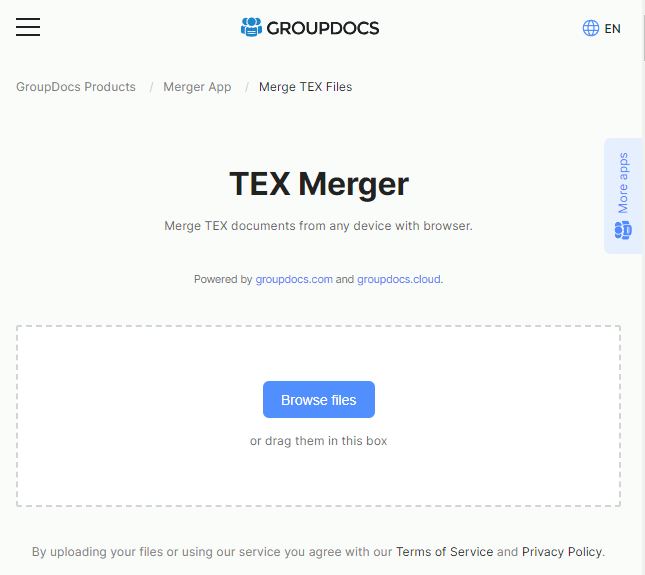 GROUPDOCS
EN
GroupDocs Products / Merger App / Merge TEX Files
More apps
TEX Merger
Merge TEX documents from any device with browser.
Powered by groupdocs.com and groupdocs.cloud.
Browse files
or drag them in this box
By uploading your files or using our service you agree with our Terms of Service and Privacy Policy.